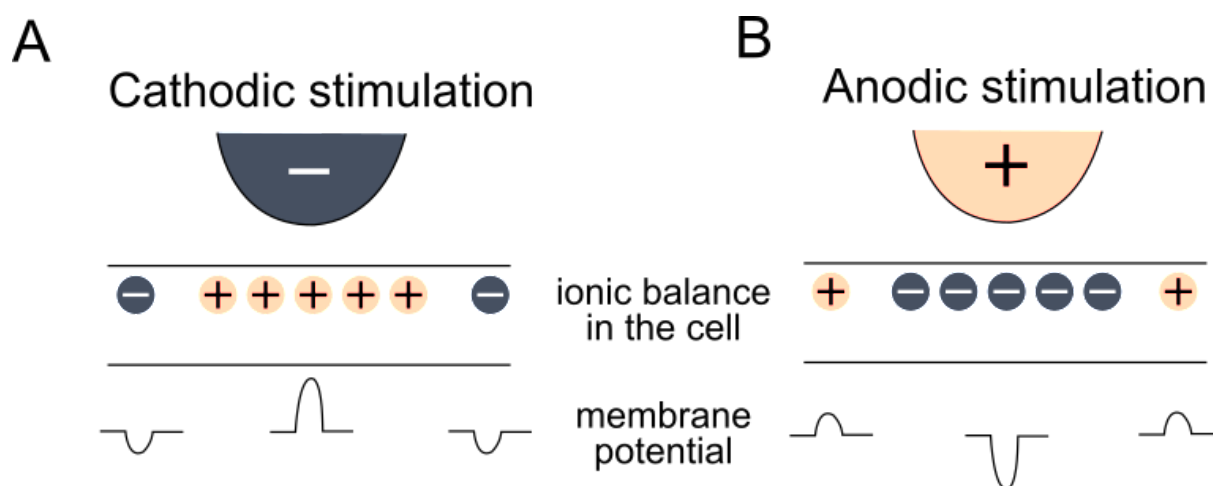 A
Cathodic stimulation
−
− + + + + + −
B
Anodic stimulation
+
+ − − − − − +
ionic balance
in the cell
membrane
potential